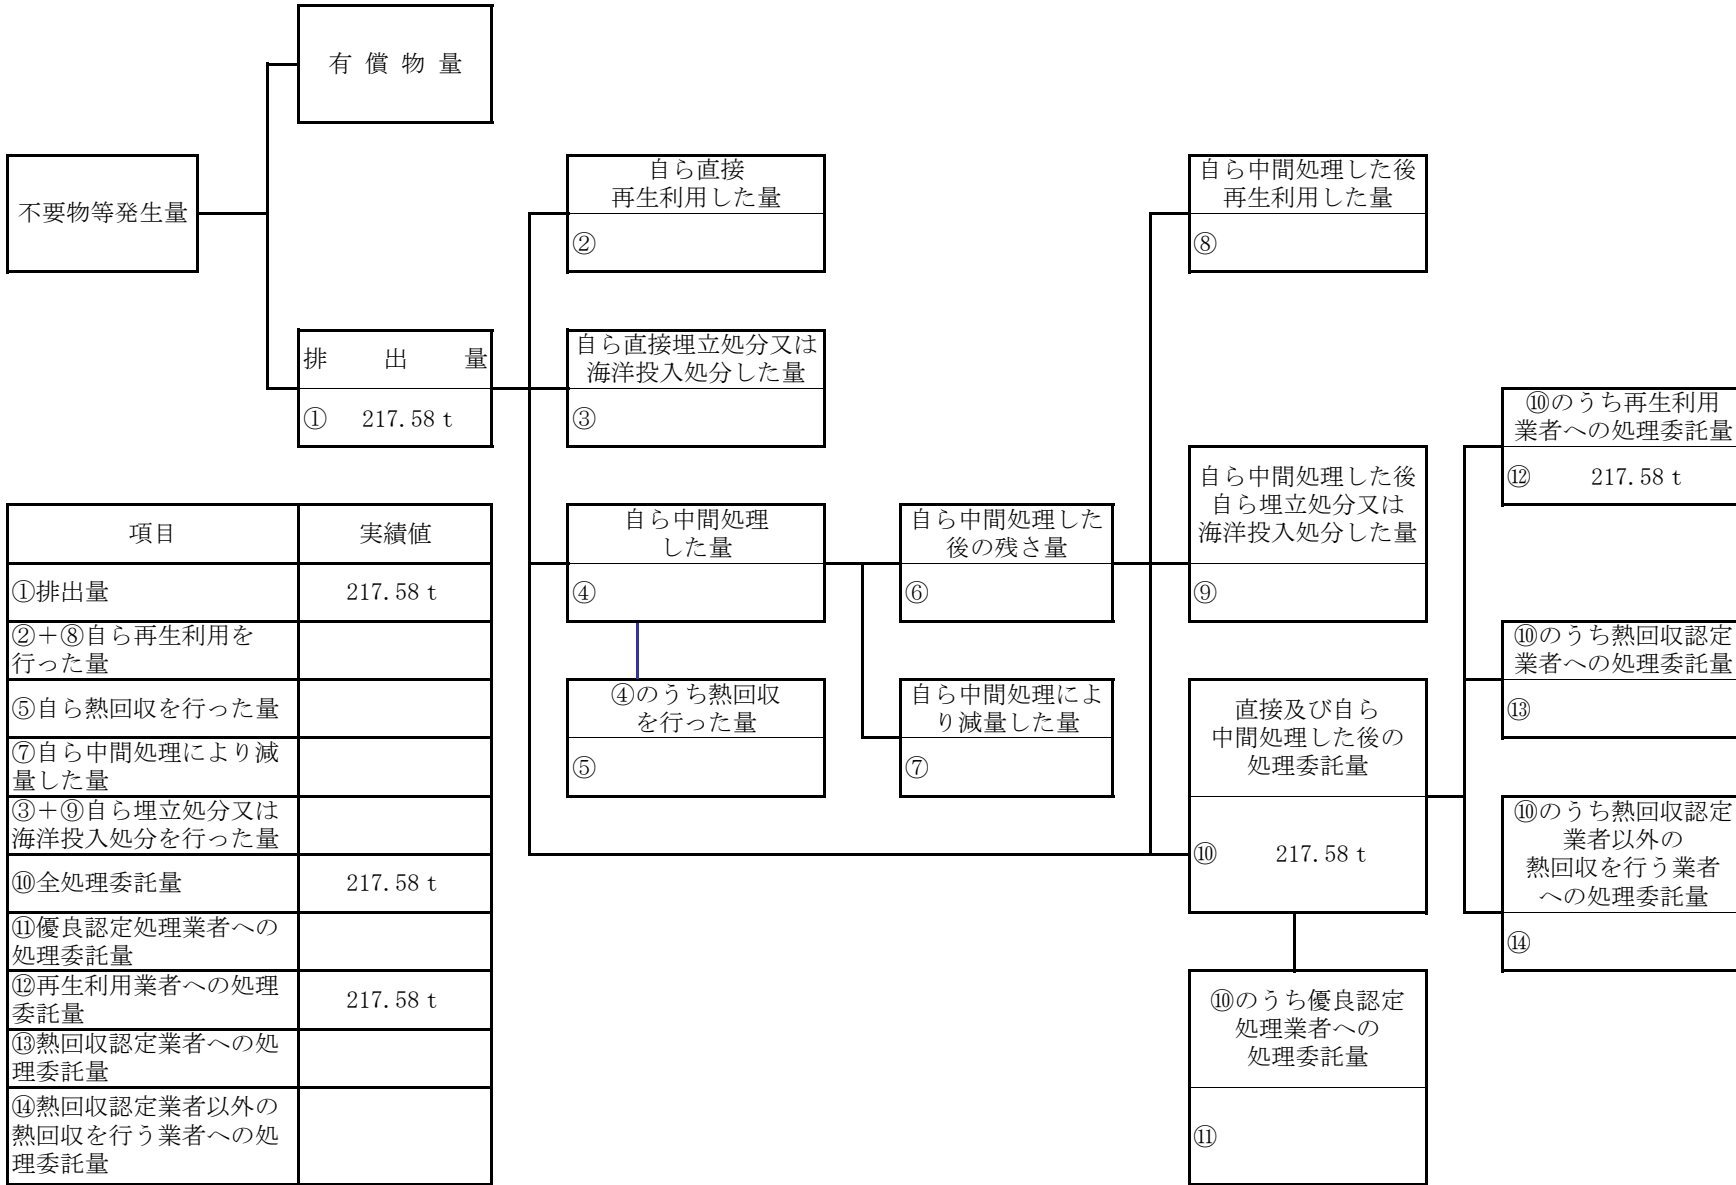 有償物量
不要物等発生量
自ら直接
再生利用した量
②
自ら中間処理した後
再生利用した量
⑧
排出量
① 217.58 t
自ら直接埋立処分又は
海洋投入処分した量
③
⑩のうち再生利用
業者への処理委託量
⑫ 217.58 t
自ら中間処理した後
自ら埋立処分又は
海洋投入処分した量
⑨
自ら中間処理
した量
④
自ら中間処理した
後の残さ量
⑥
⑩のうち熱回収認定
業者への処理委託量
⑬
④のうち熱回収
を行った量
⑤
自ら中間処理によ
り減量した量
⑦
直接及び自ら
中間処理した後の
処理委託量
⑩ 217.58 t
⑩のうち熱回収認定
業者以外の
熱回収を行う業者
への処理委託量
⑭
⑩のうち優良認定
処理業者への
処理委託量
⑪
項目 実績値
①排出量 217.58 t
②＋⑧自ら再生利用を
行った量
⑤自ら熱回収を行った量
⑦自ら中間処理により減
量した量
③＋⑨自ら埋立処分又は
海洋投入処分を行った量
⑩全処理委託量 217.58 t
⑪優良認定処理業者への
処理委託量
⑫再生利用業者への処理
委託量 217.58 t
⑬熱回収認定業者への処
理委託量
⑭熱回収認定業者以外の
熱回収を行う業者への処
理委託量